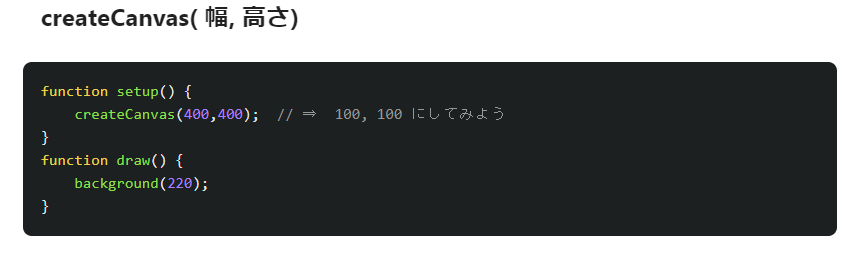 createCanvas( 幅, 高さ)
function setup() {
    createCanvas(400,400);  // ⇒  100, 100 にしてみよう
}
function draw() {
    background(220);
}